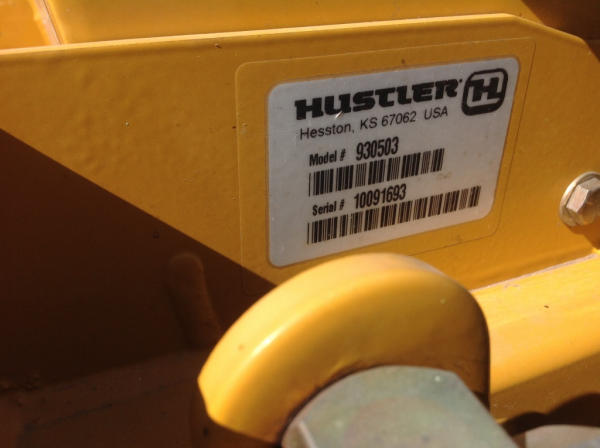 HUSTLER H
Hesston, KS 67062 USA
Model # 930503
Serial # 10091693